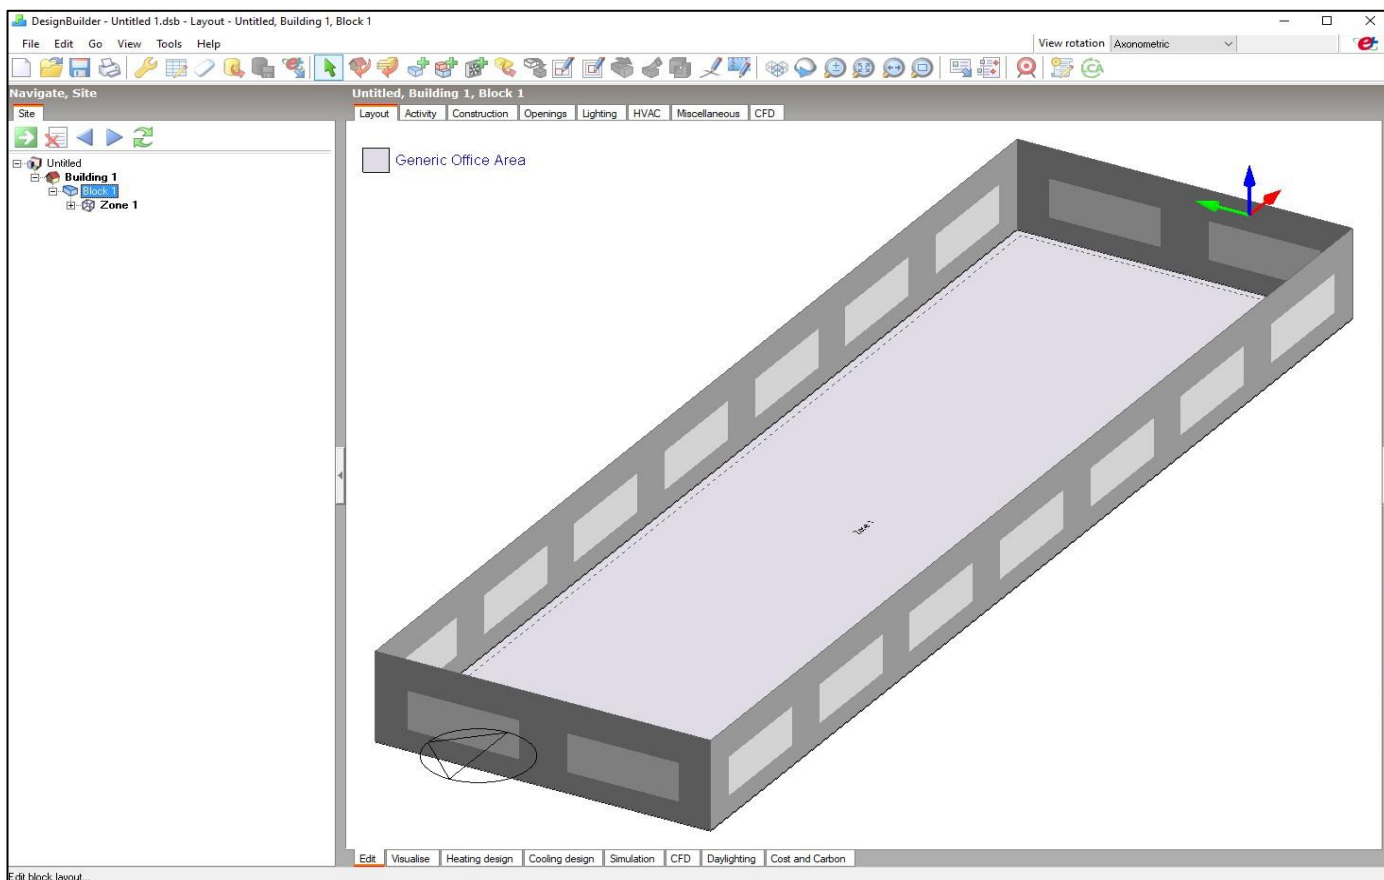 DesignBuilder - Untitled 1.dsb - Layout - Untitled, Building 1, Block 1
File Edit Go View Tools Help
View rotation Axonometric
Navigate, Site
Untitled, Building 1, Block 1
Site
Layout Activity Construction Openings Lighting HVAC Miscellaneous CFD
Untitled
Building 1
Block 1
Zone 1
Generic Office Area
Zone 1
Edit Visualise Heating design Cooling design Simulation CFD Daylighting Cost and Carbon
Edit block layout...